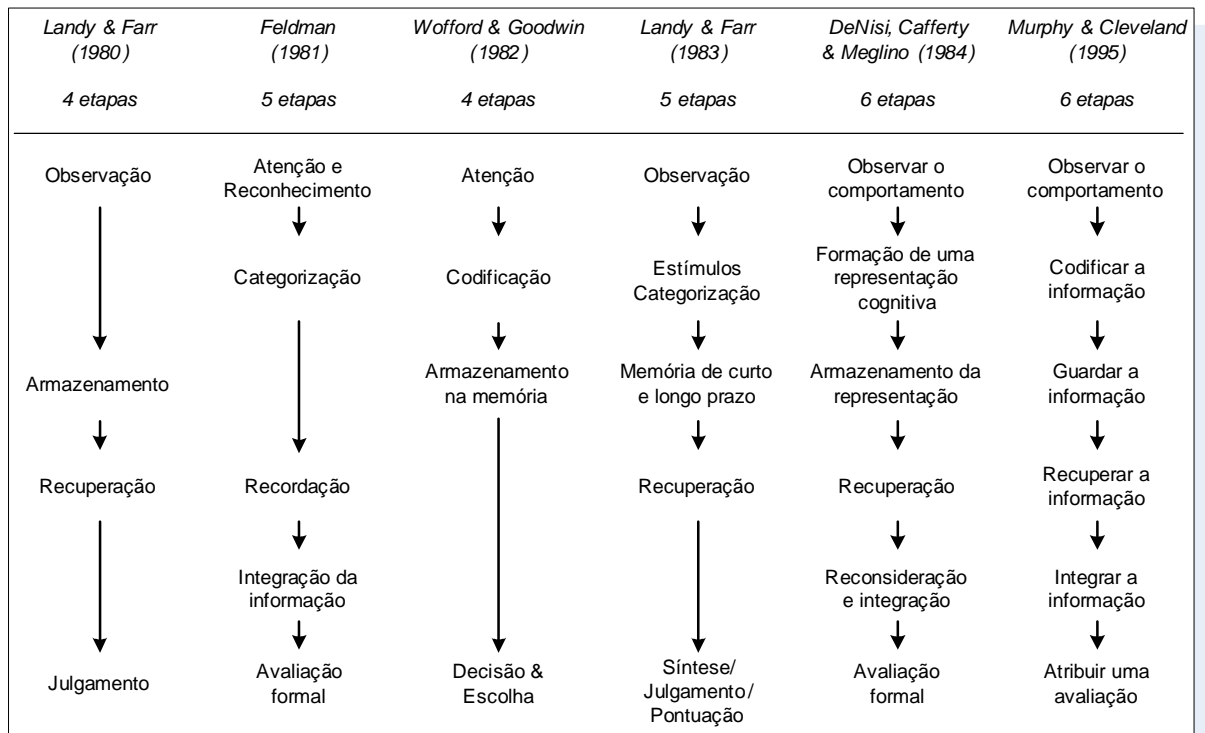 Landy & Farr (1980)
4 etapas
Feldman (1981)
5 etapas
Wofford & Goodwin (1982)
4 etapas
Landy & Farr (1983)
5 etapas
DeNisi, Cafferty & Meglino (1984)
6 etapas
Murphy & Cleveland (1995)
6 etapas
Observação
Atenção e Reconhecimento
Atenção
Observação
Observar o comportamento
Observar o comportamento
Categorização
Codificação
Estímulos Categorização
Formação de uma representação cognitiva
Codificar a informação
Armazenamento
Armazenamento na memória
Memória de curto e longo prazo
Armazenamento da representação
Guardar a informação
Recuperação
Recordação
Recuperação
Recuperação
Recuperar a informação
Integração da informação
Reconsideração e integração
Integrar a informação
Julgamento
Avaliação formal
Decisão & Escolha
Síntese/ Julgamento/ Pontuação
Avaliação formal
Atribuir uma avaliação